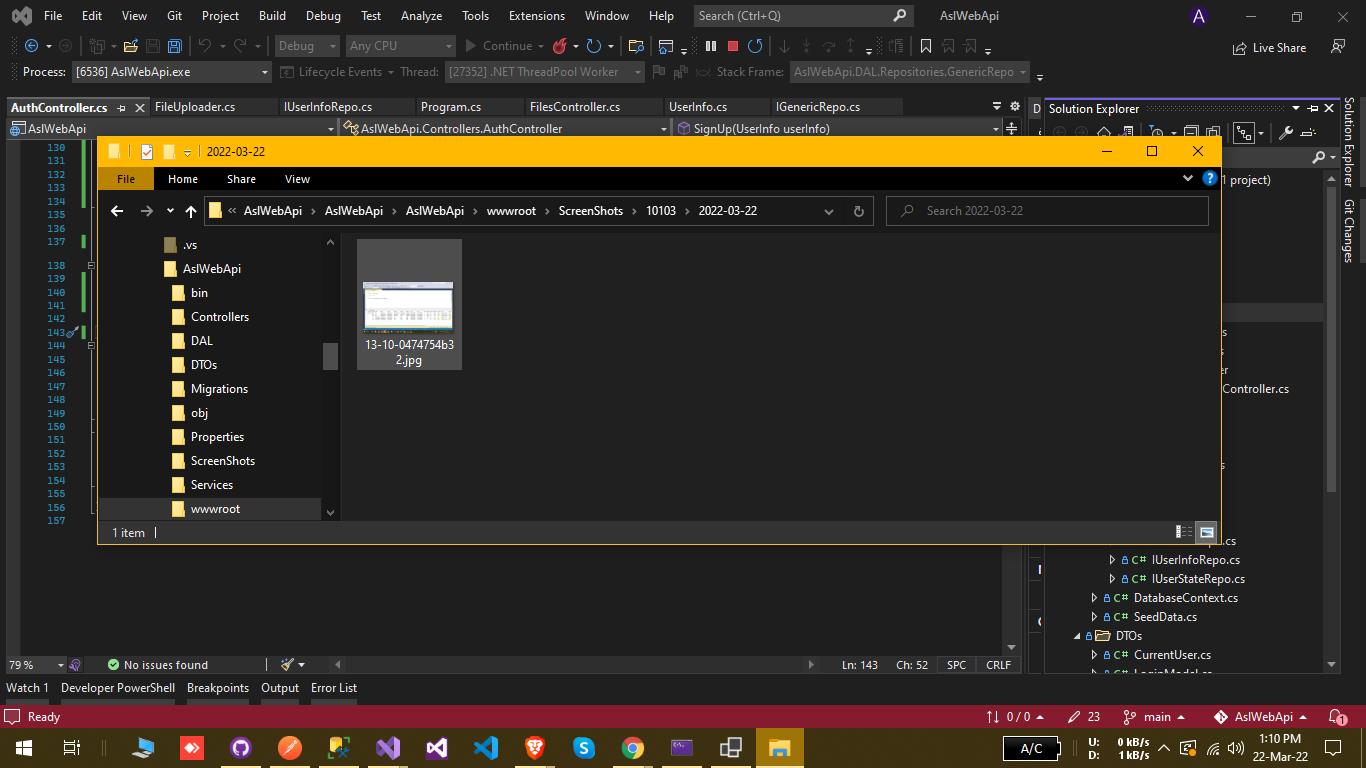 File Edit View Git Project Build Debug Test Analyze Tools Extensions Window Help Search (Ctrl+Q) AslWebApi A
Debug Any CPU Continue Live Share
Process: [6536] AslWebApi.exe Lifecycle Events Thread: [27352] .NET ThreadPool Worker Stack Frame: AslWebApi.DAL.Repositories.GenericRepo
AuthController.cs FileUploader.cs IUserInfoRepo.cs Program.cs FilesController.cs UserInfo.cs IGenericRepo.cs Solution Explorer
AslWebApi AslWebApi.Controllers.AuthController SignUp(UserInfo userInfo)
2022-03-22
File Home Share View
« AslWebApi › AslWebApi › AslWebApi › wwwroot › ScreenShots › 10103 › 2022-03-22 Search 2022-03-22
.vs
AslWebApi
bin
Controllers
DAL
DTOs
Migrations
obj
Properties
ScreenShots
Services
wwwroot
13-10-0474754b3
2.jpg
1 item
130
131
132
133
134
135
136
137
138
139
140
141
142
143
144
145
146
147
148
149
150
151
152
153
154
155
156
157
1 project)
Controller.cs
.cs
IUserInfoRepo.cs
IUserStateRepo.cs
DatabaseContext.cs
SeedData.cs
DTOs
CurrentUser.cs
Solution Explorer
Git Changes
79 % No issues found Ln: 143 Ch: 52 SPC CRLF
Watch 1 Developer PowerShell Breakpoints Output Error List
Ready 0 / 0 23 main AslWebApi 1
A/C U: 0 kB/s
D: 1 kB/s
1:10 PM
22-Mar-22